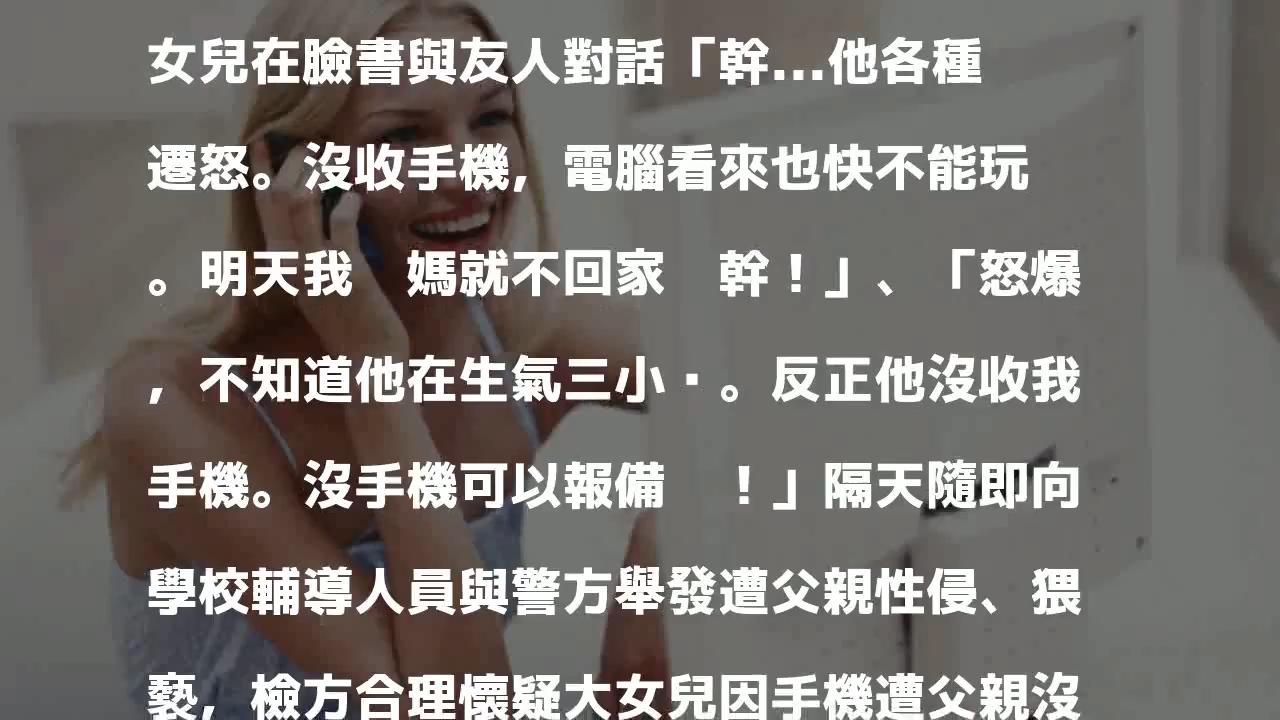 女兒在臉書與友人對話「幹...他各種
遷怒。沒收手機，電腦看來也快不能玩
。明天我　媽就不回家　幹！」、「怒爆
，不知道他在生氣三小▪。反正他沒收我
手機。沒手機可以報備　！」隔天隨即向
學校輔導人員與警方舉發遭父親性侵、猥
褻，檢方合理懷疑大女兒因手機遭父親沒